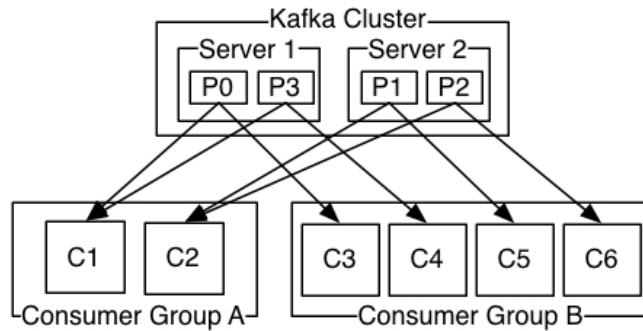 Kafka Cluster
Server 1
Server 2
P0
P3
P1
P2
C1
C2
C3
C4
C5
C6
Consumer Group A
Consumer Group B